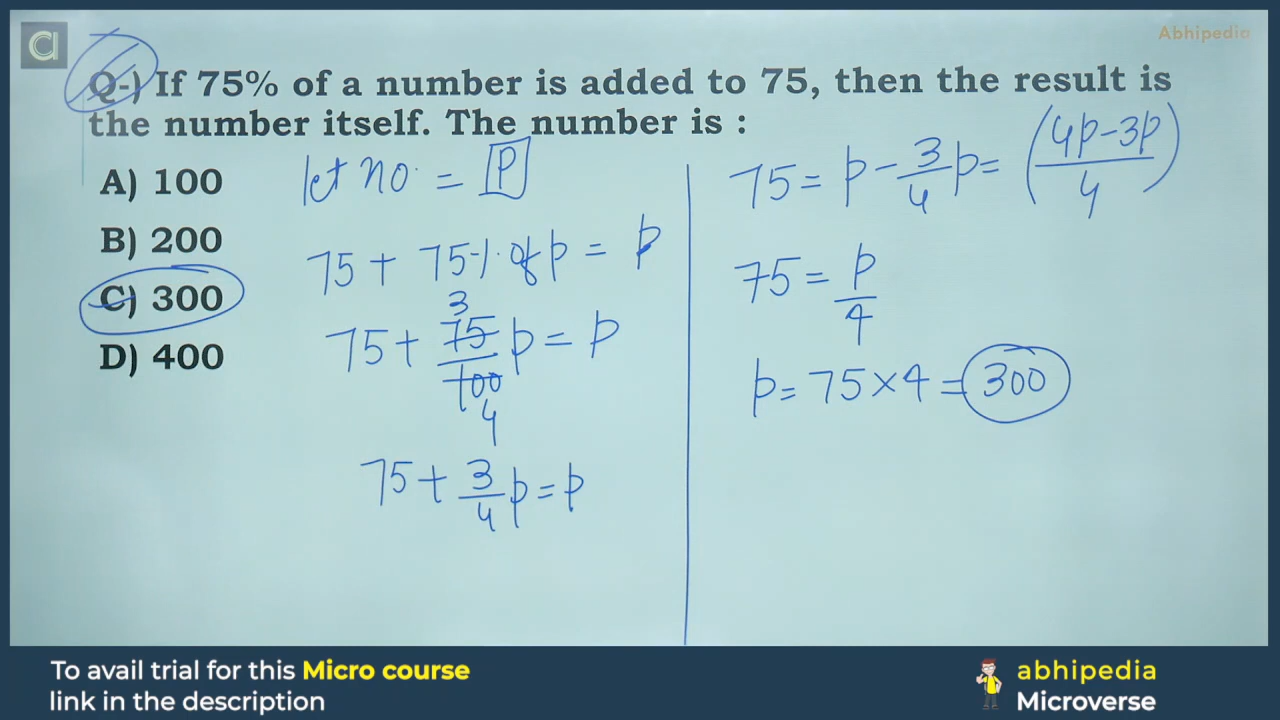 Abhipedia
Q-) If 75% of a number is added to 75, then the result is
the number itself. The number is :
A) 100
B) 200
C) 300
D) 400
let no. = P
75 + 75% of p = p
75 + 75/100 p = p
3
4
75 + 3/4 p = p
75 = p - 3/4 p = (4p-3p/4)
75 = p/4
p = 75 × 4 = 300
To avail trial for this Micro course
link in the description
abhipedia
Microverse